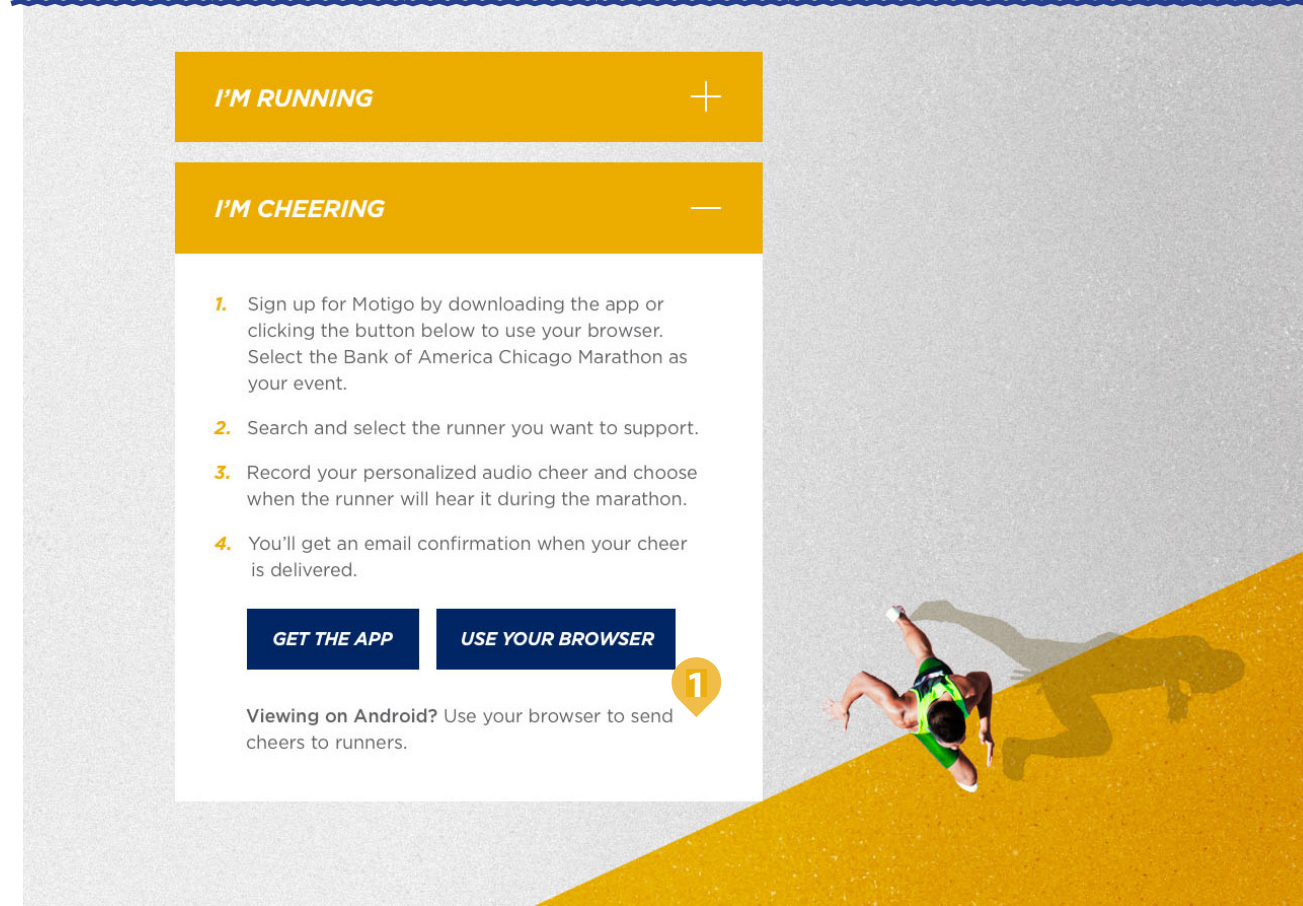 I'M RUNNING
I'M CHEERING
1. Sign up for Motigo by downloading the app or
clicking the button below to use your browser.
Select the Bank of America Chicago Marathon as
your event.
2. Search and select the runner you want to support.
3. Record your personalized audio cheer and choose
when the runner will hear it during the marathon.
4. You'll get an email confirmation when your cheer
is delivered.
GET THE APP USE YOUR BROWSER
1
Viewing on Android? Use your browser to send
cheers to runners.